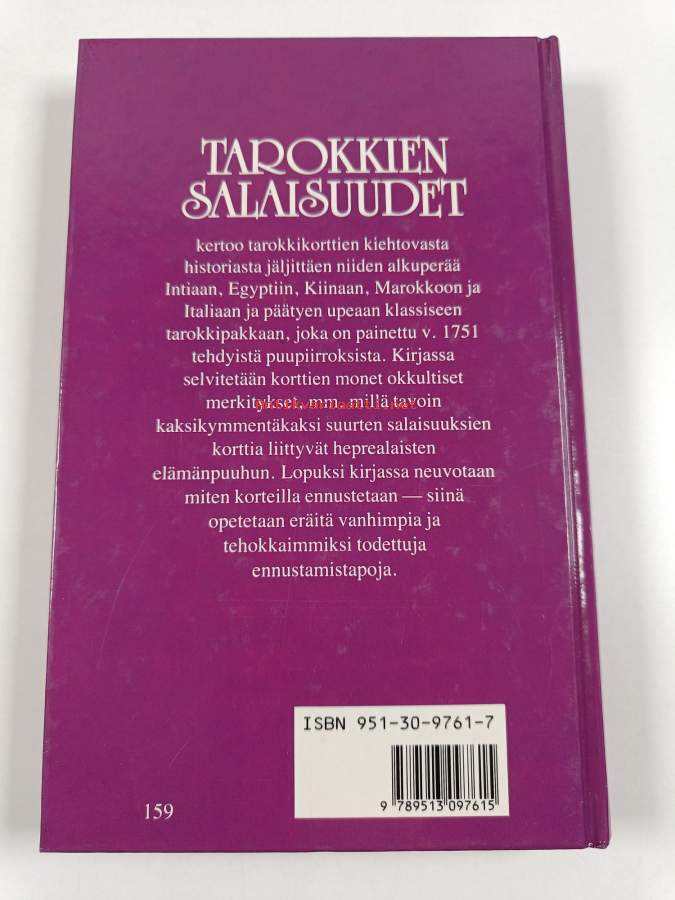 TAROKKIEN
SALAISUUDET
kertoo tarokkikorttien kiehtovasta
historiasta jäljittäen niiden alkuperää
Intiaan, Egyptiin, Kiinaan, Marokkoon ja
Italiaan ja päätyen upeaan klassiseen
tarokkipakkaan, joka on painettu v. 1751
tehdyistä puupiirroksista. Kirjassa
selvitetään korttien monet okkultiset
merkitykset, mm. millä tavoin
kaksikymmentäkaksi suurten salaisuuksien
korttia liittyvät heprealaisten
elämänpuuhun. Lopuksi kirjassa neuvotaan
miten korteilla ennustetaan — siinä
opetetaan eräitä vanhimpia ja
tehokkaimmiksi todettuja
ennustamistapoja.
ISBN 951-30-9761-7
9 789513 097615
159